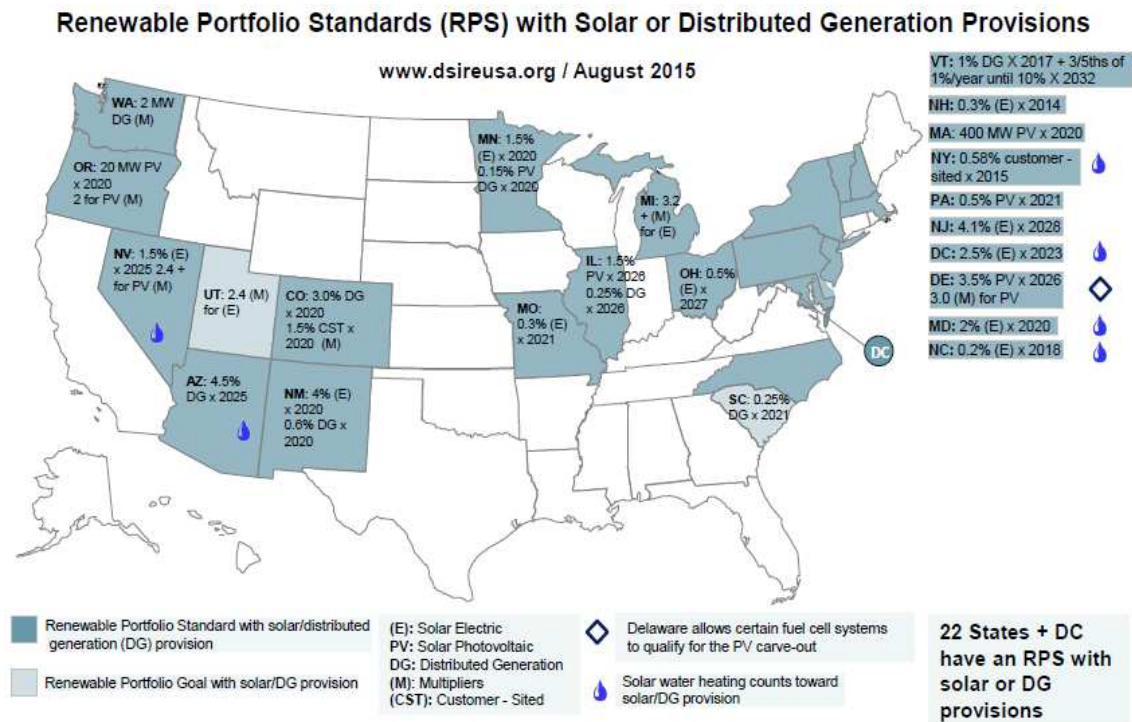 Renewable Portfolio Standards (RPS) with Solar or Distributed Generation Provisions
www.dsireusa.org / August 2015
WA: 2 MW
DG (M)
OR: 20 MW PV
x 2020
2 for PV (M)
NV: 1.5% (E)
x 2025 2.4 +
for PV (M)
UT: 2.4 (M)
for (E)
CO: 3.0% DG
x 2020
1.5% CST x
2020 (M)
AZ: 4.5%
DG x 2025
NM: 4% (E)
x 2020
0.6% DG x
2020
MN: 1.5%
(E) x 2020
0.15% PV
DG x 2020
MO:
0.3% (E)
x 2021
IL: 1.5%
PV x 2026
0.25% DG
x 2026
MI: 3.2
+ (M)
for (E)
OH: 0.5%
(E) x
2027
SC: 0.25%
DG x 2021
DC
VT: 1% DG X 2017 + 3/5ths of
1%/year until 10% X 2032
NH: 0.3% (E) x 2014
MA: 400 MW PV x 2020
NY: 0.58% customer -
sited x 2015
PA: 0.5% PV x 2021
NJ: 4.1% (E) x 2028
DC: 2.5% (E) x 2023
DE: 3.5% PV x 2026
3.0 (M) for PV
MD: 2% (E) x 2020
NC: 0.2% (E) x 2018
Renewable Portfolio Standard with solar/distributed
generation (DG) provision
Renewable Portfolio Goal with solar/DG provision
(E): Solar Electric
PV: Solar Photovoltaic
DG: Distributed Generation
(M): Multipliers
(CST): Customer - Sited
Delaware allows certain fuel cell systems
to qualify for the PV carve-out
Solar water heating counts toward
solar/DG provision
22 States + DC
have an RPS with
solar or DG
provisions